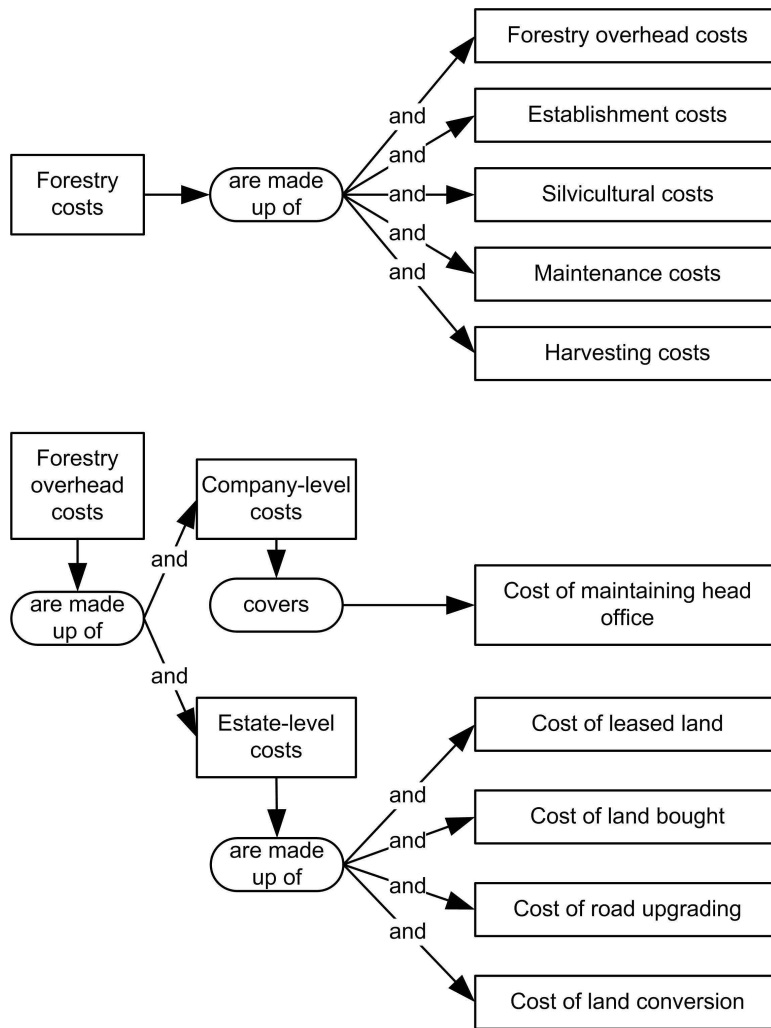 Forestry overhead costs
and
Establishment costs
and
Forestry
costs
are made
up of
and
Silvicultural costs
and
Maintenance costs
and
Harvesting costs
Forestry
overhead
costs
Company-level
costs
and
are made
up of
covers
Cost of maintaining head
office
and
Estate-level
costs
Cost of leased land
and
are made
up of
and
Cost of land bought
and
Cost of road upgrading
and
Cost of land conversion